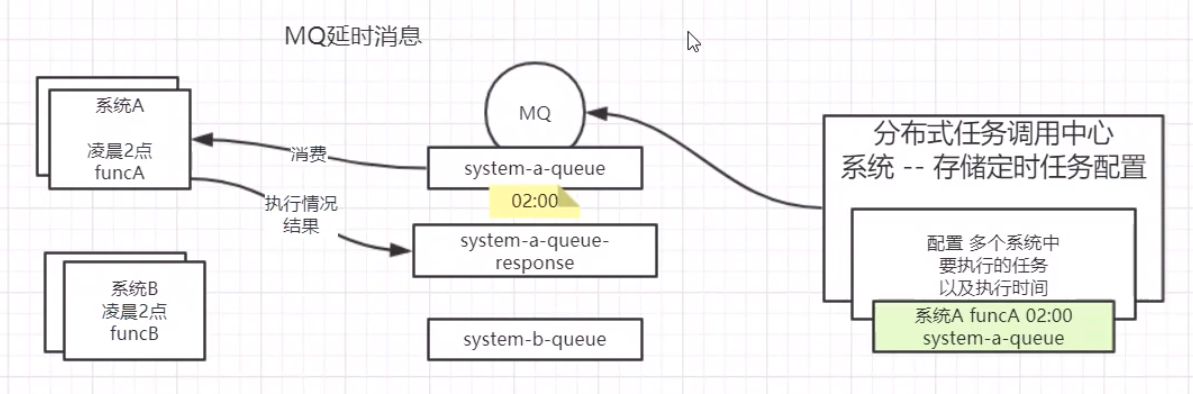 MQ延时消息
系统A
凌晨2点
funcA
消费
执行情况
结果
系统B
凌晨2点
funcB
MQ
system-a-queue
02:00
system-a-queue-
response
system-b-queue
分布式任务调用中心
系统 -- 存储定时任务配置
配置 多个系统中
要执行的任务
以及执行时间
系统A funcA 02:00
system-a-queue